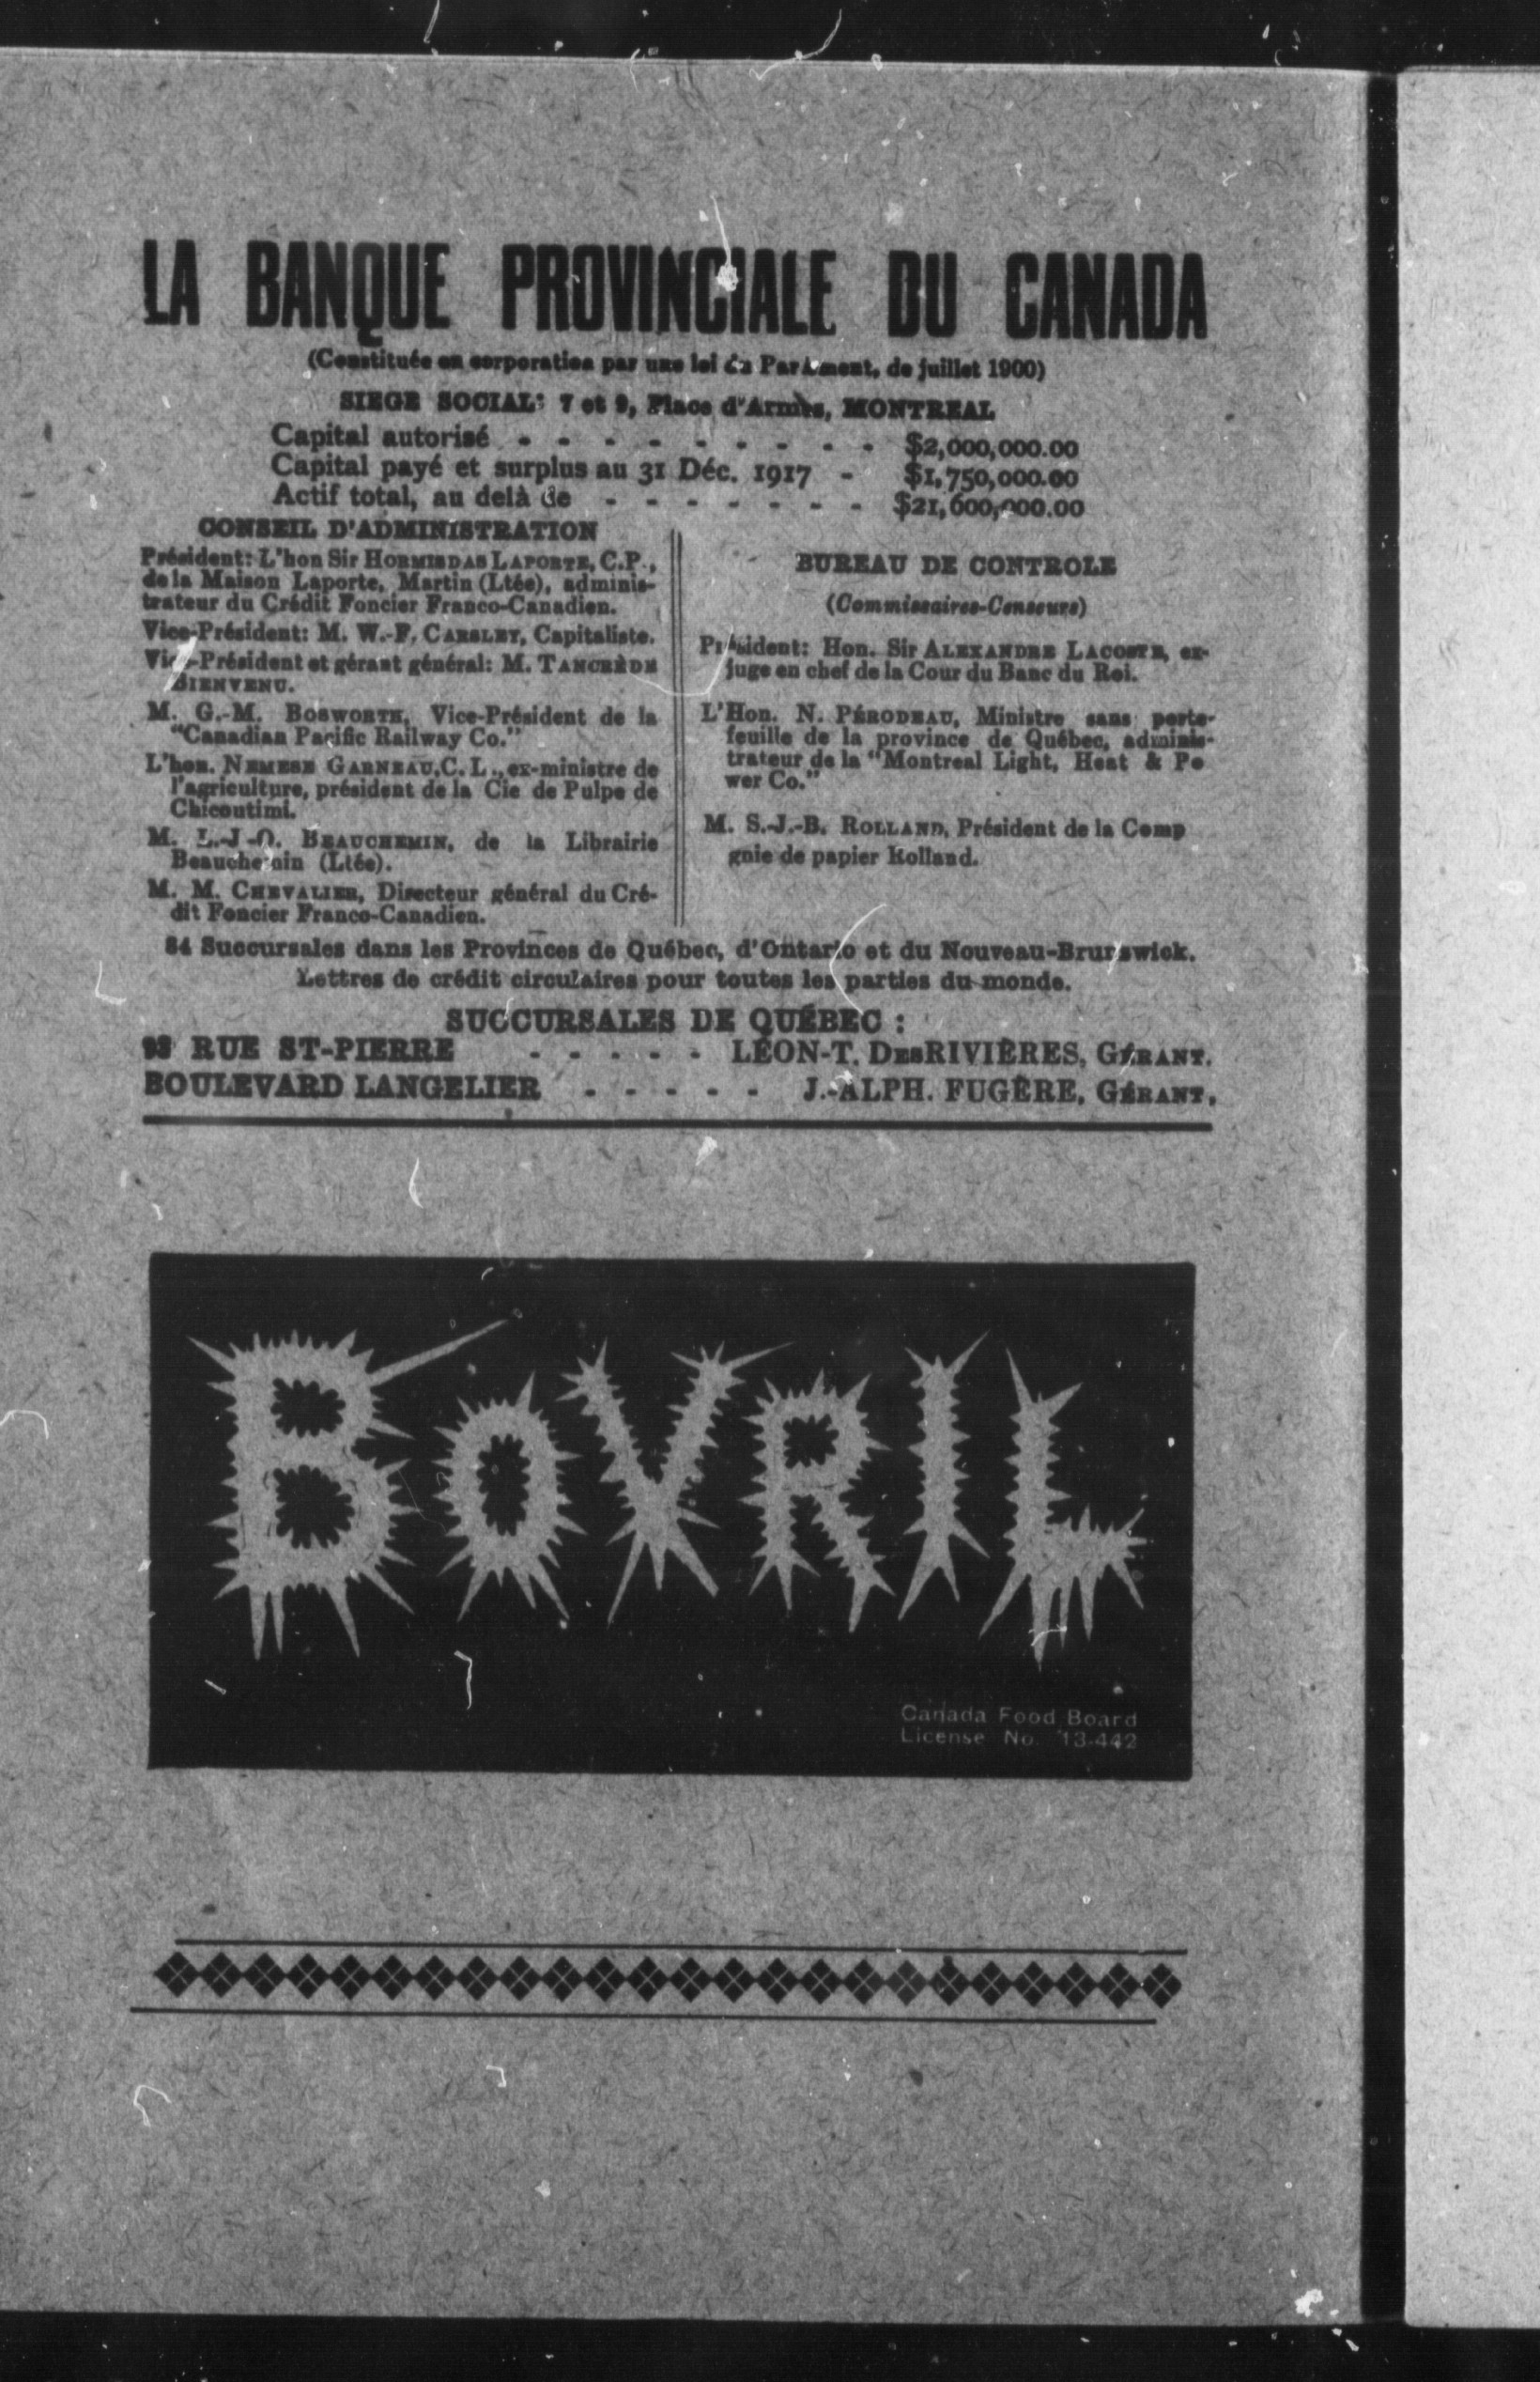 LA BANQUE PROVINCIALE DU CANADA
(Constituée en corporation par une loi du Parlement, de juillet 1900)
SIEGE SOCIAL: 7 et 9, Place d'Armes, MONTREAL
Capital autorisé - - - - - - - - - - $2,000,000.00
Capital payé et surplus au 31 Déc. 1917 - $1,750,000.00
Actif total, au delà de - - - - - - - $21,600,000.00
CONSEIL D'ADMINISTRATION
Président: L'hon Sir HORMISDAS LAPORTE, C.P.,
de la Maison Laporte, Martin (Ltée), adminis-
trateur du Crédit Foncier Franco-Canadien.
Vice-Président: M. W.-F. CARSLEY, Capitaliste.
Vice-Président et gérant général: M. TANCRÈDE
BIENVENU.
M. G.-M. BOSWORTH, Vice-Président de la
"Canadian Pacific Railway Co."
L'hon. NEMESE GARNEAU, C. L., ex-ministre de
l'agriculture, président de la Cie de Pulpe de
Chicoutimi.
M. L.-J-O. BEAUCHEMIN, de la Librairie
Beauchemin (Ltée).
M. M. CHEVALIER, Directeur général du Cré-
dit Foncier Franco-Canadien.
BUREAU DE CONTROLE
(Commissaires-Censeurs)
Président: Hon. Sir ALEXANDRE LACOSTE, ex-
juge en chef de la Cour du Banc du Roi.
L'Hon. N. PÉRODEAU, Ministre sans porte-
feuille de la province de Québec, adminis-
trateur de la "Montreal Light, Heat & Po
wer Co."
M. S.-J.-B. ROLLAND, Président de la Comp
gnie de papier Rolland.
84 Succursales dans les Provinces de Québec, d'Ontario et du Nouveau-Brunswick.
Lettres de crédit circulaires pour toutes les parties du monde.
SUCCURSALES DE QUÉBEC :
93 RUE ST-PIERRE - - - - - LÉON-T. DesRIVIÈRES, GÉRANT.
BOULEVARD LANGELIER - - - - - J.-ALPH. FUGÈRE, GÉRANT,
BOVRIL
Canada Food Board
License No. 13-442